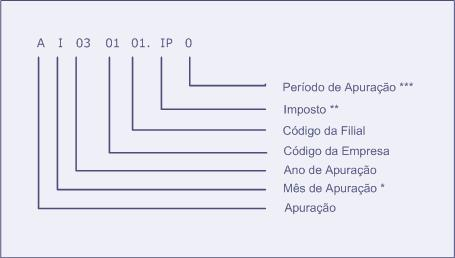 A I 03 01 01. IP 0
Período de Apuração ***
Imposto **
Código da Filial
Código da Empresa
Ano de Apuração
Mês de Apuração *
Apuração